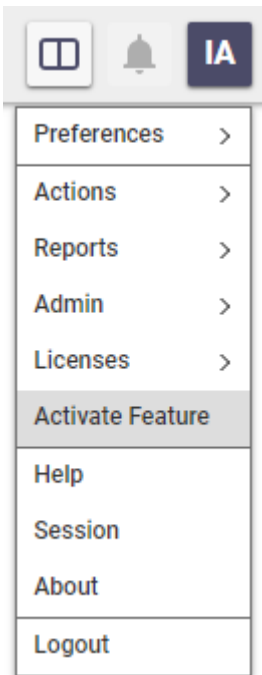 IA
Preferences
Actions
Reports
Admin
Licenses
Activate Feature
Help
Session
About
Logout